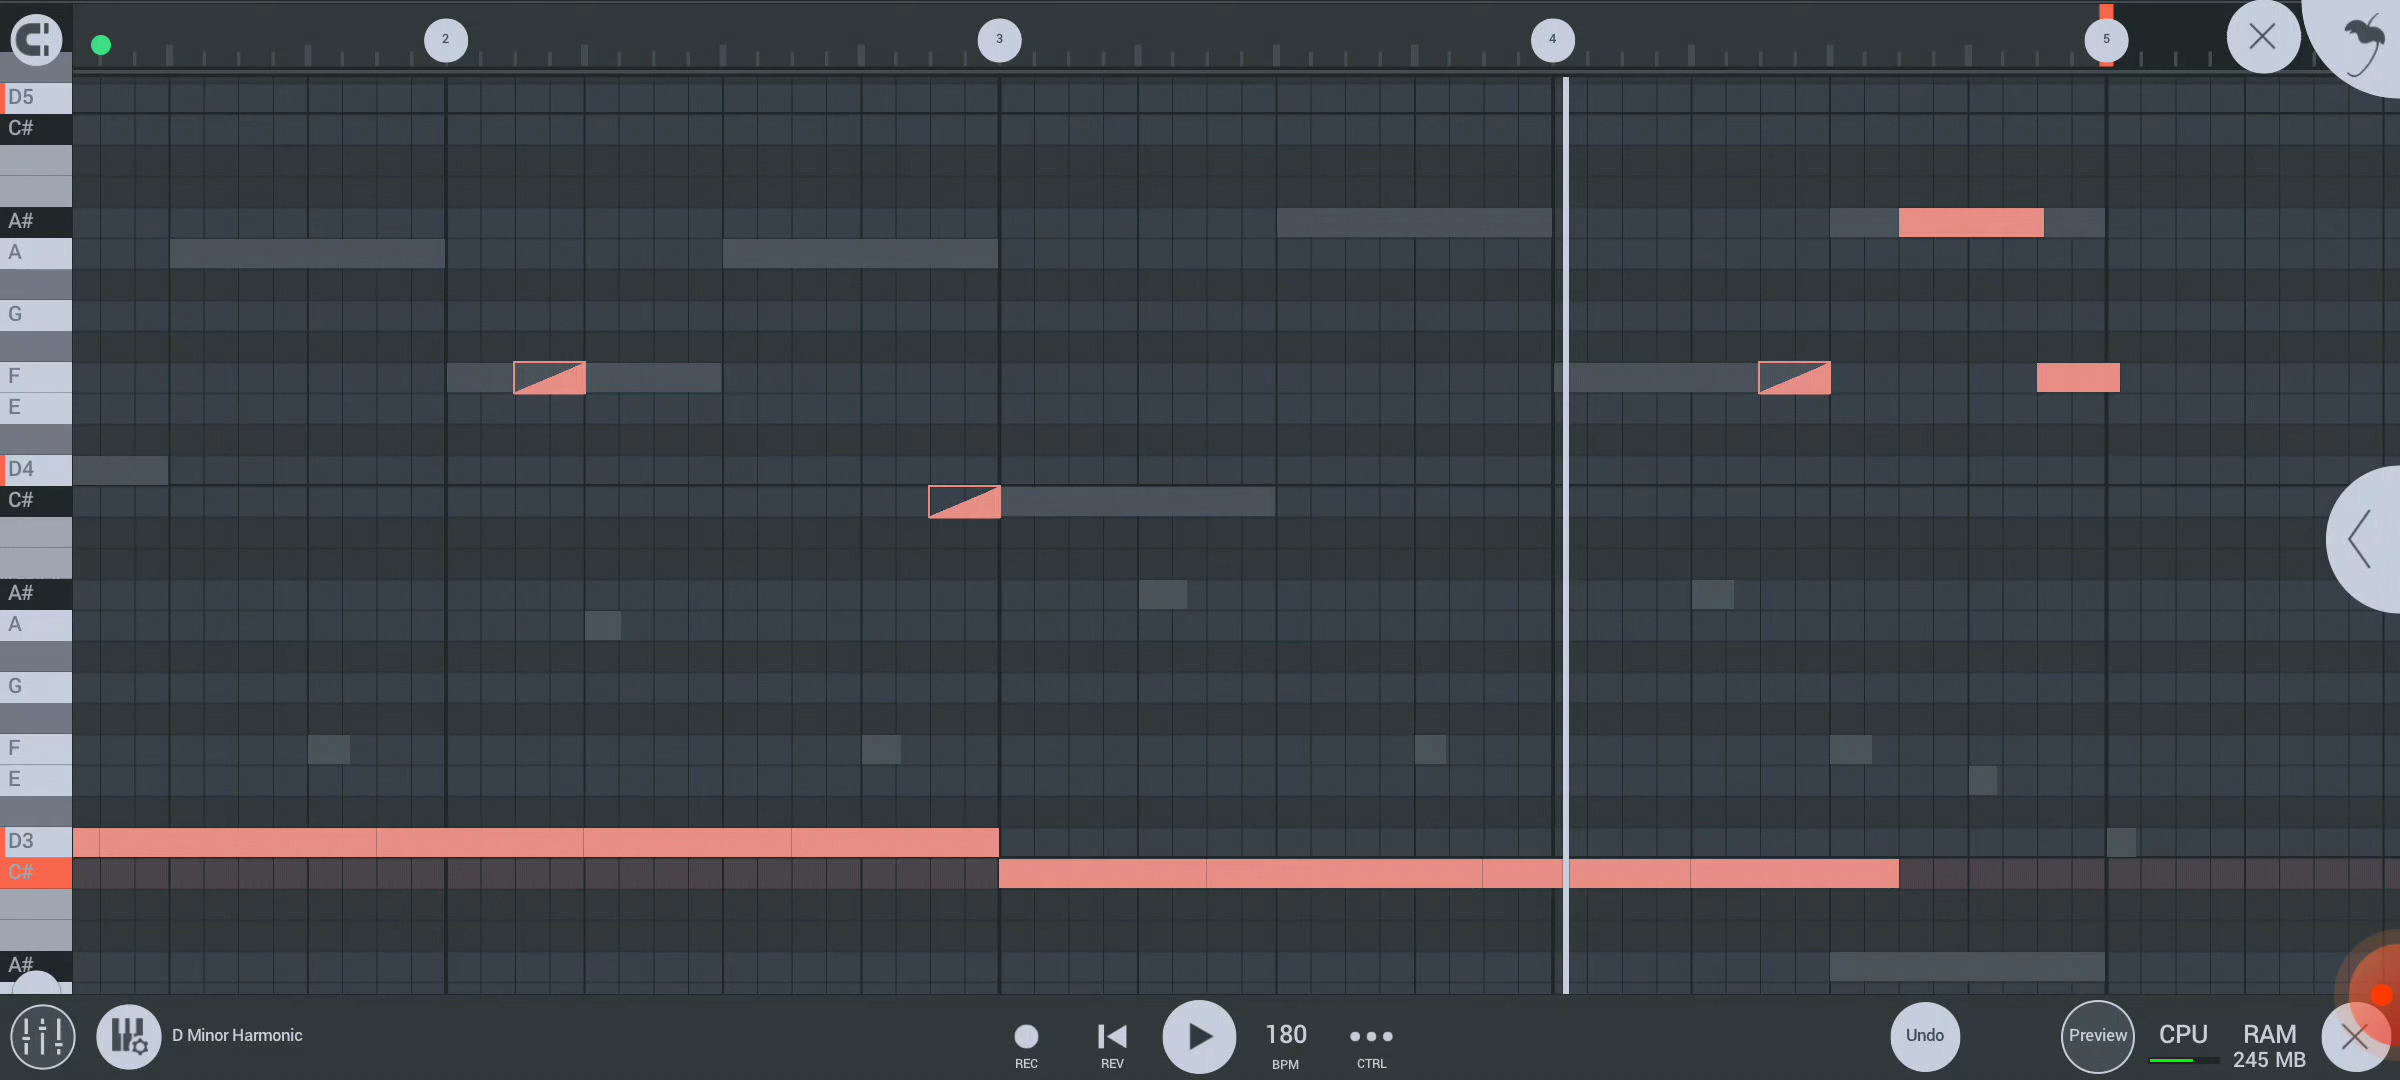 2
3
4
5
D5
C#
A#
A
G
F
E
D4
C#
A#
A
G
F
E
D3
C#
A#
D Minor Harmonic
REC
REV
180
BPM
CTRL
Undo
Preview
CPU
RAM
245 MB